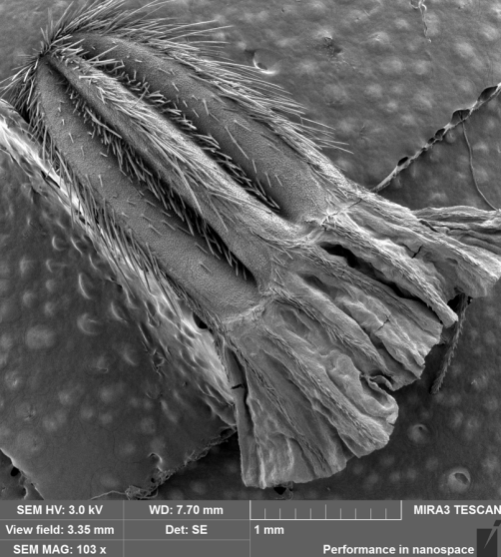 SEM HV: 3.0 kV WD: 7.70 mm MIRA3 TESCAN
View field: 3.35 mm Det: SE 1 mm
SEM MAG: 103 x Performance in nanospace